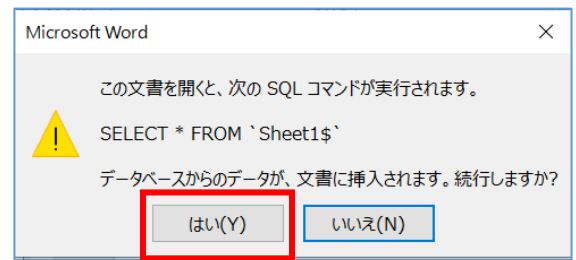 Microsoft Word
この文書を開くと、次の SQL コマンドが実行されます。
SELECT * FROM `Sheet1$`
データベースからのデータが、文書に挿入されます。続行しますか?
はい(Y) いいえ(N)